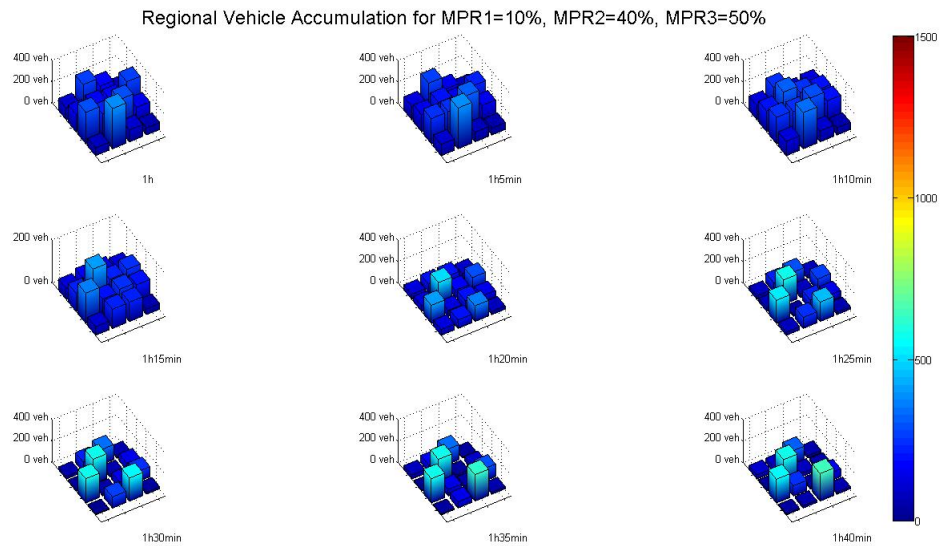 Regional Vehicle Accumulation for MPR1=10%, MPR2=40%, MPR3=50%
400 veh
200 veh
0 veh
1h
400 veh
200 veh
0 veh
1h5min
400 veh
200 veh
0 veh
1h10min
200 veh
0 veh
1h15min
400 veh
200 veh
0 veh
1h20min
400 veh
200 veh
0 veh
1h25min
400 veh
200 veh
0 veh
1h30min
400 veh
200 veh
0 veh
1h35min
400 veh
200 veh
0 veh
1h40min
1500
1000
500
0